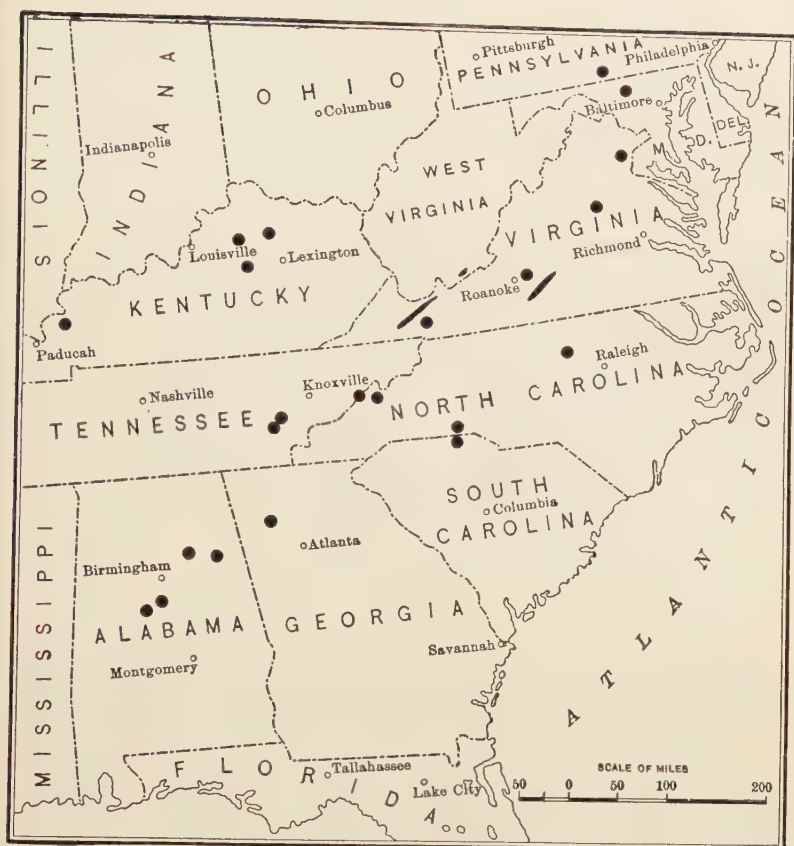 ILLINOIS
INDIANA
Indianapolis
OHIO
Columbus
Pittsburgh
PENNSYLVANIA
Philadelphia
N. J.
Baltimore
M D.
DEL.
WEST
VIRGINIA
VIRGINIA
Richmond
Roanoke
Louisville
Lexington
KENTUCKY
Paducah
Nashville
Knoxville
TENNESSEE
Raleigh
NORTH CAROLINA
SOUTH
Columbia
CAROLINA
Atlanta
Birmingham
ALABAMA
GEORGIA
Montgomery
Savannah
MISSISSIPPI
FLORIDA
Tallahassee
Lake City
ATLANTIC OCEAN
SCALE OF MILES
50 0 50 100 200